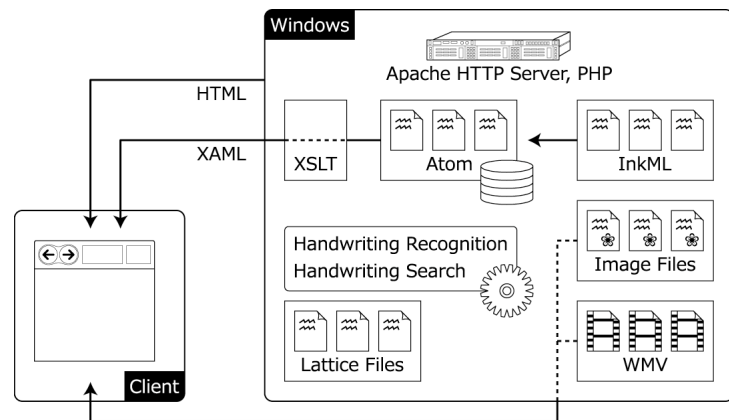 Windows
Apache HTTP Server, PHP
HTML
XAML
XSLT
Atom
InkML
Handwriting Recognition
Handwriting Search
Image Files
Lattice Files
WMV
Client